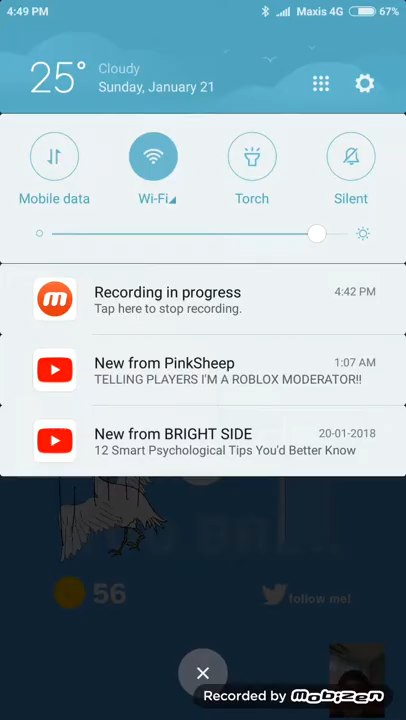 4:49 PM Maxis 4G 67%
25° Cloudy
Sunday, January 21
Mobile data Wi-Fi Torch Silent
Recording in progress 4:42 PM
Tap here to stop recording.
New from PinkSheep 1:07 AM
TELLING PLAYERS I'M A ROBLOX MODERATOR!!
New from BRIGHT SIDE 20-01-2018
12 Smart Psychological Tips You'd Better Know
56 follow me!
Recorded by Mobizen